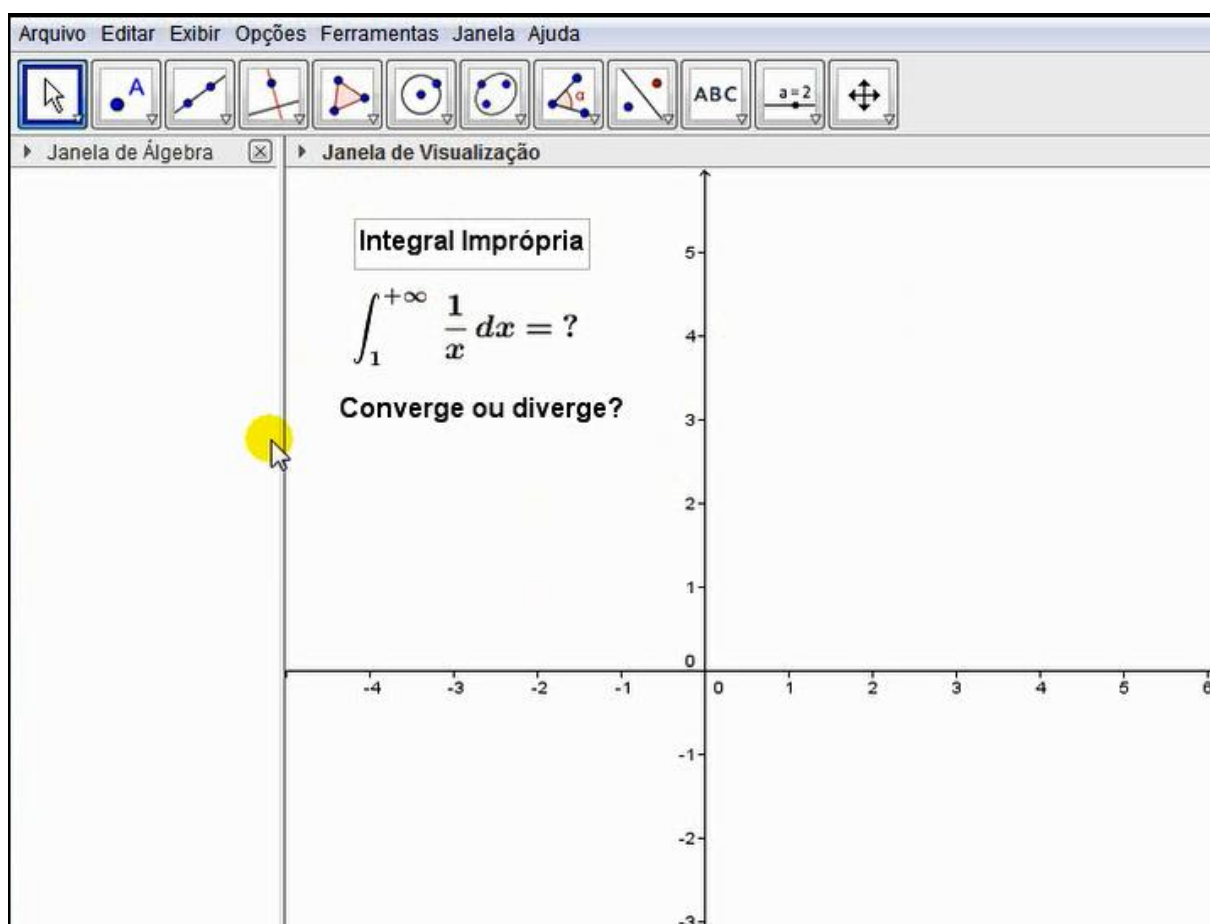 Arquivo Editar Exibir Opções Ferramentas Janela Ajuda
A α ABC a=2
Janela de Álgebra
Janela de Visualização
Integral Imprópria
∫₁^{+∞} 1/x dx = ?
Converge ou diverge?
5
4
3
2
1
0
-4 -3 -2 -1 0 1 2 3 4 5 6
-1
-2
-3